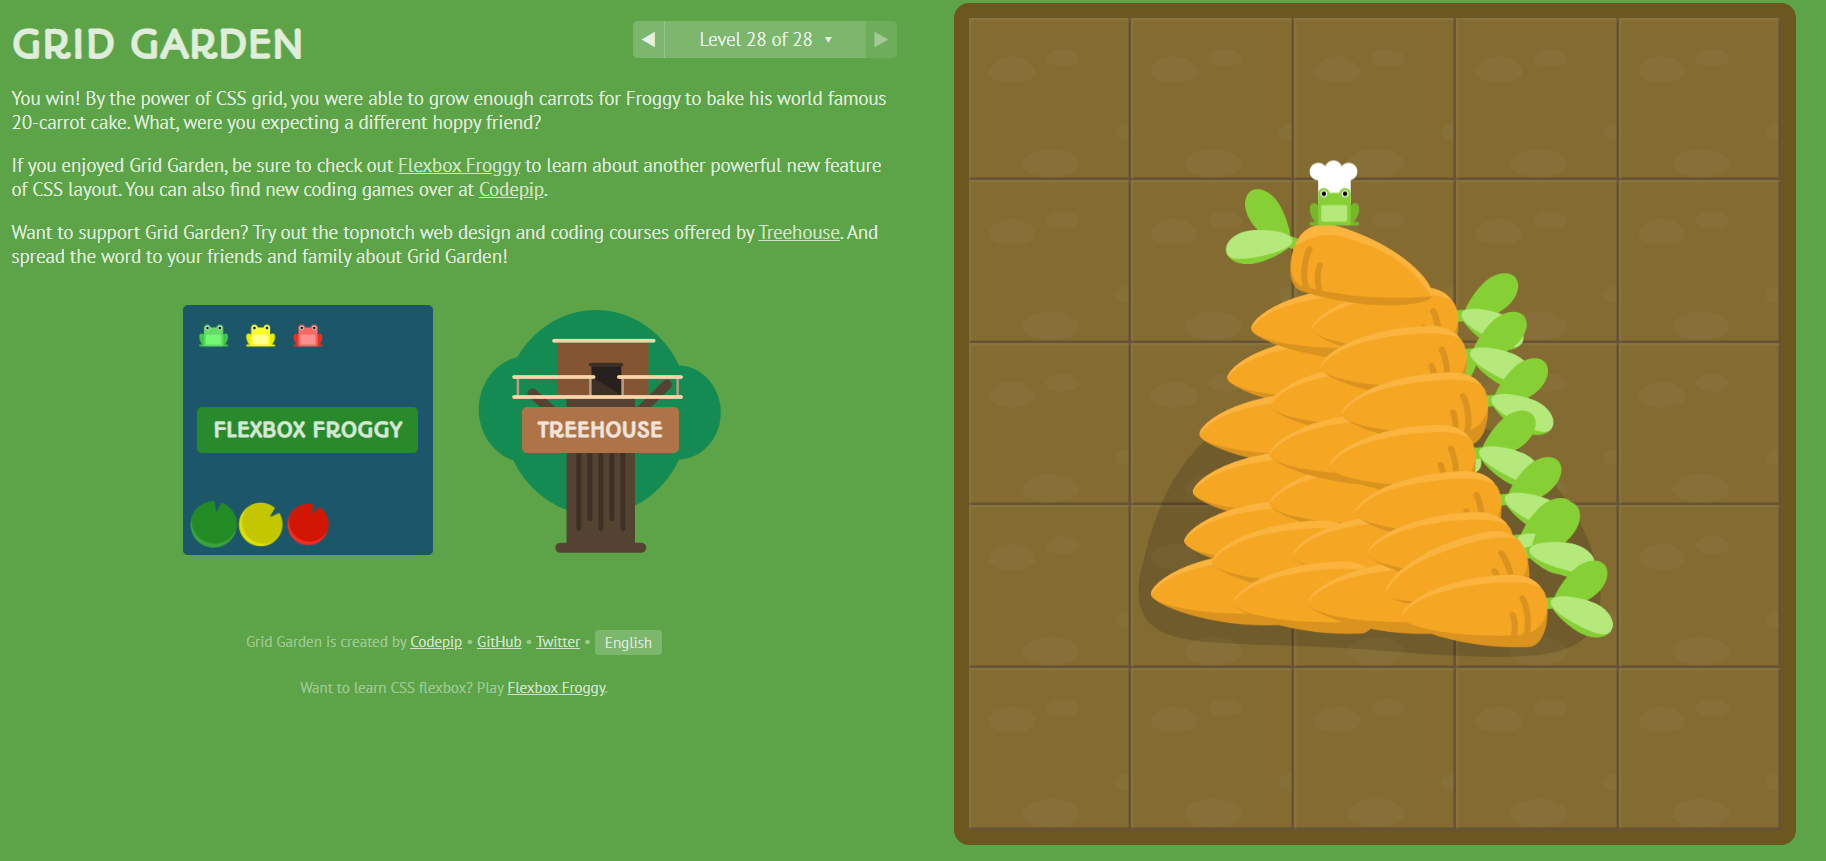 GRID GARDEN
◀ Level 28 of 28 ▼ ▶
You win! By the power of CSS grid, you were able to grow enough carrots for Froggy to bake his world famous
20-carrot cake. What, were you expecting a different hoppy friend?
If you enjoyed Grid Garden, be sure to check out Flexbox Froggy to learn about another powerful new feature
of CSS layout. You can also find new coding games over at Codepip.
Want to support Grid Garden? Try out the topnotch web design and coding courses offered by Treehouse. And
spread the word to your friends and family about Grid Garden!
FLEXBOX FROGGY
TREEHOUSE
Grid Garden is created by Codepip • GitHub • Twitter • English
Want to learn CSS flexbox? Play Flexbox Froggy.